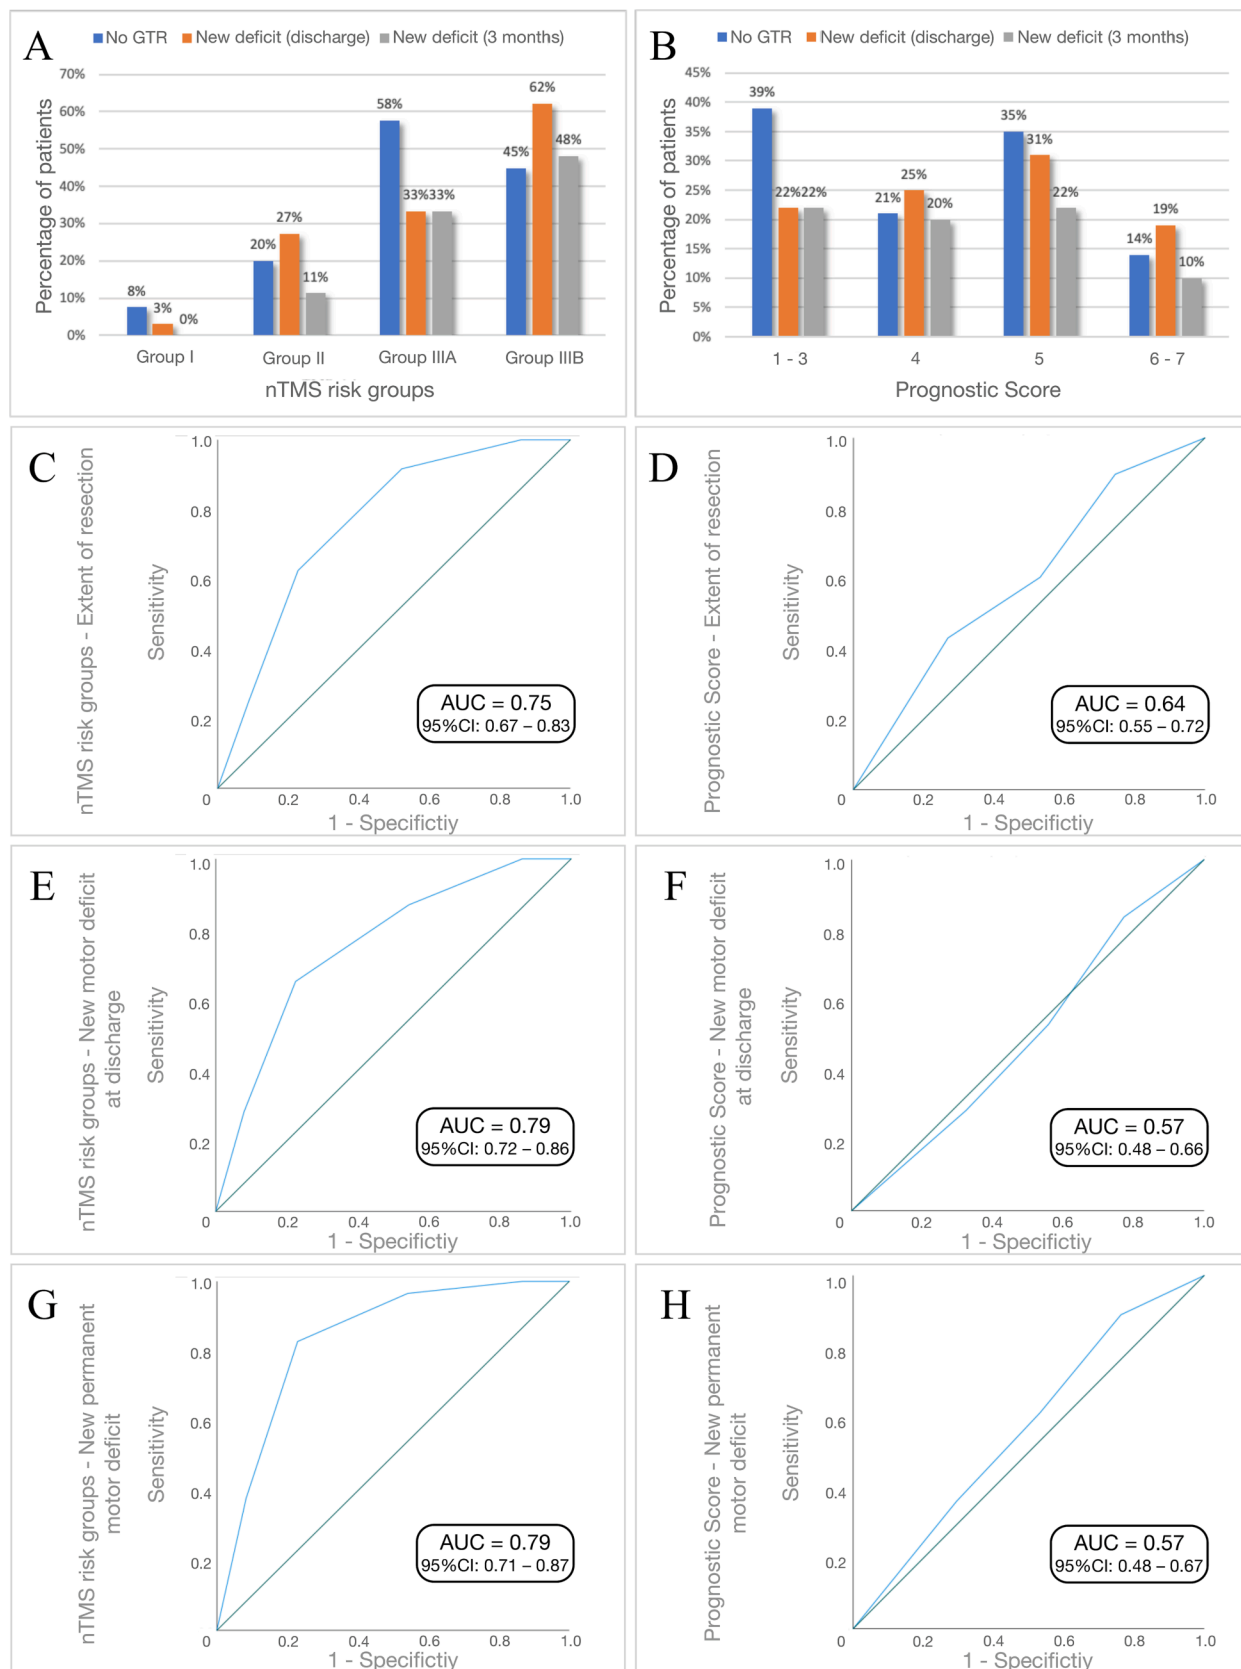 A
No GTR New deficit (discharge) New deficit (3 months)
Percentage of patients
70%
60%
50%
40%
30%
20%
10%
0%
8% 3% 0%
20% 27% 11%
58% 33% 33%
45% 62% 48%
Group I Group II Group IIIA Group IIIB
nTMS risk groups
B
No GTR New deficit (discharge) New deficit (3 months)
Percentage of patients
45%
40%
35%
30%
25%
20%
15%
10%
5%
0%
39% 22% 22%
21% 25% 20%
35% 31% 22%
14% 19% 10%
1 - 3 4 5 6 - 7
Prognostic Score
C
nTMS risk groups - Extent of resection
Sensitivity
1.0
0.8
0.6
0.4
0.2
AUC = 0.75
95%CI: 0.67 – 0.83
0 0.2 0.4 0.6 0.8 1.0
1 - Specifictiy
D
Prognostic Score - Extent of resection
Sensitivity
1.0
0.8
0.6
0.4
0.2
AUC = 0.64
95%CI: 0.55 – 0.72
0 0.2 0.4 0.6 0.8 1.0
1 - Specifictiy
E
nTMS risk groups - New motor deficit
at discharge
Sensitivity
1.0
0.8
0.6
0.4
0.2
AUC = 0.79
95%CI: 0.72 – 0.86
0 0.2 0.4 0.6 0.8 1.0
1 - Specifictiy
F
Prognostic Score - New motor deficit
at discharge
Sensitivity
1.0
0.8
0.6
0.4
0.2
AUC = 0.57
95%CI: 0.48 – 0.66
0 0.2 0.4 0.6 0.8 1.0
1 - Specifictiy
G
nTMS risk groups - New permanent
motor deficit
Sensitivity
1.0
0.8
0.6
0.4
0.2
AUC = 0.79
95%CI: 0.71 – 0.87
0 0.2 0.4 0.6 0.8 1.0
1 - Specifictiy
H
Prognostic Score - New permanent
motor deficit
Sensitivity
1.0
0.8
0.6
0.4
0.2
AUC = 0.57
95%CI: 0.48 – 0.67
0 0.2 0.4 0.6 0.8 1.0
1 - Specifictiy